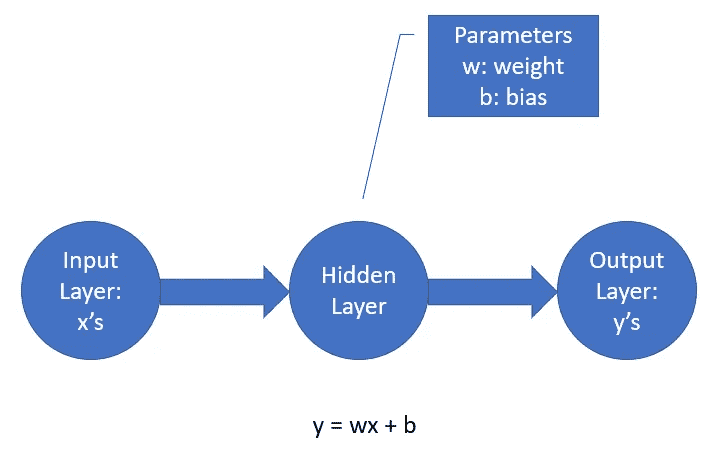 Parameters
w: weight
b: bias
Input
Layer:
x’s
Hidden
Layer
Output
Layer:
y’s
y = wx + b